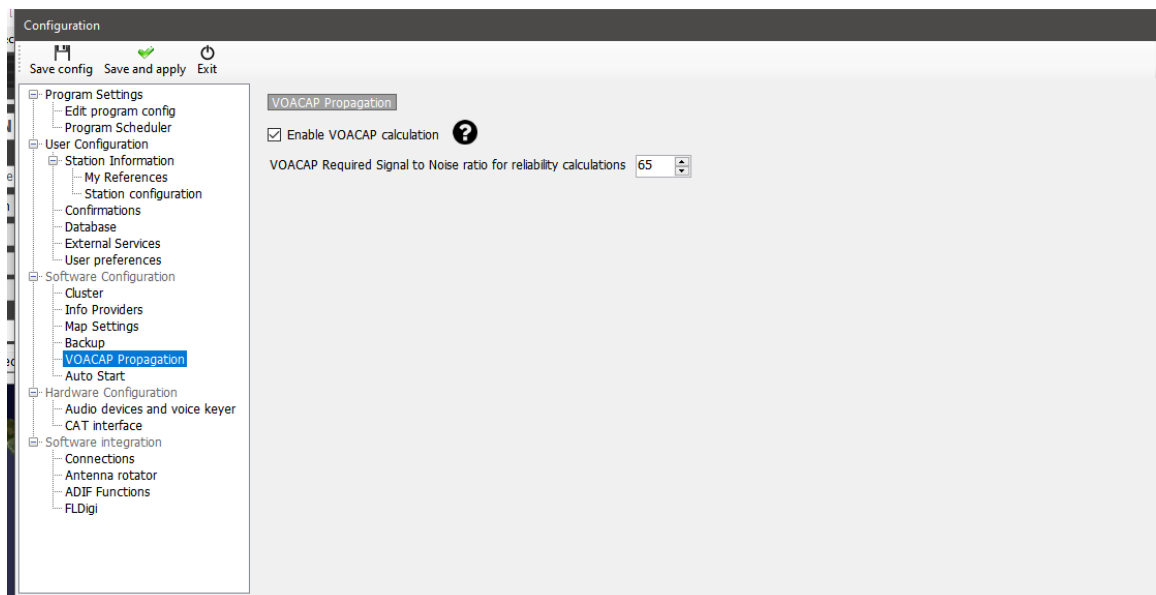 Configuration
Save config Save and apply Exit
Program Settings
Edit program config
Program Scheduler
User Configuration
Station Information
My References
Station configuration
Confirmations
Database
External Services
User preferences
Software Configuration
Cluster
Info Providers
Map Settings
Backup
VOACAP Propagation
Auto Start
Hardware Configuration
Audio devices and voice keyer
CAT interface
Software integration
Connections
Antenna rotator
ADIF Functions
FLDigi
VOACAP Propagation
Enable VOACAP calculation ?
VOACAP Required Signal to Noise ratio for reliability calculations 65